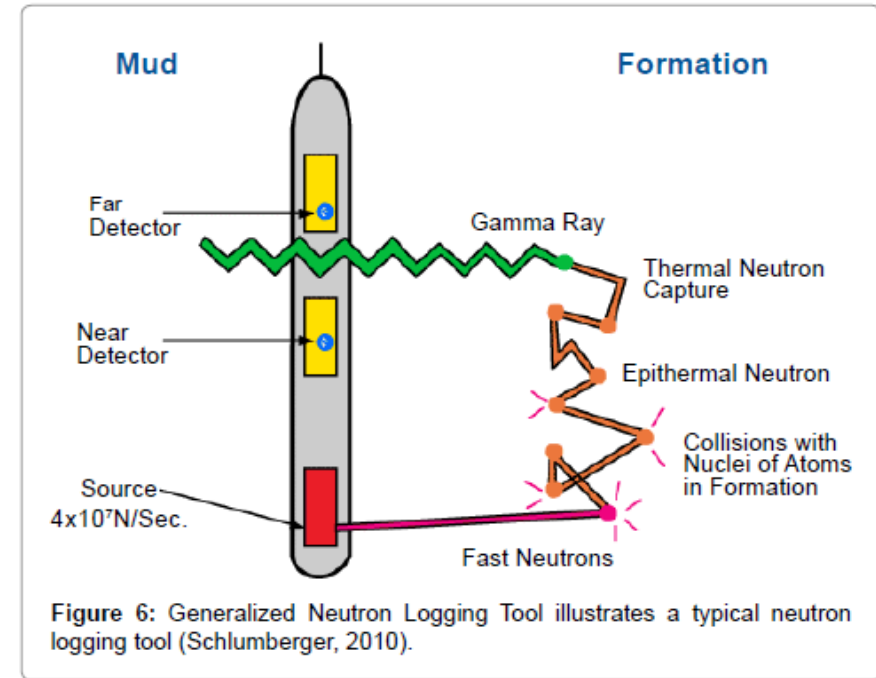 Mud
Formation
Far
Detector
Gamma Ray
Thermal Neutron
Capture
Near
Detector
Epithermal Neutron
Collisions with
Nuclei of Atoms
in Formation
Source
4x10⁷N/Sec.
Fast Neutrons
Figure 6: Generalized Neutron Logging Tool illustrates a typical neutron
logging tool (Schlumberger, 2010).